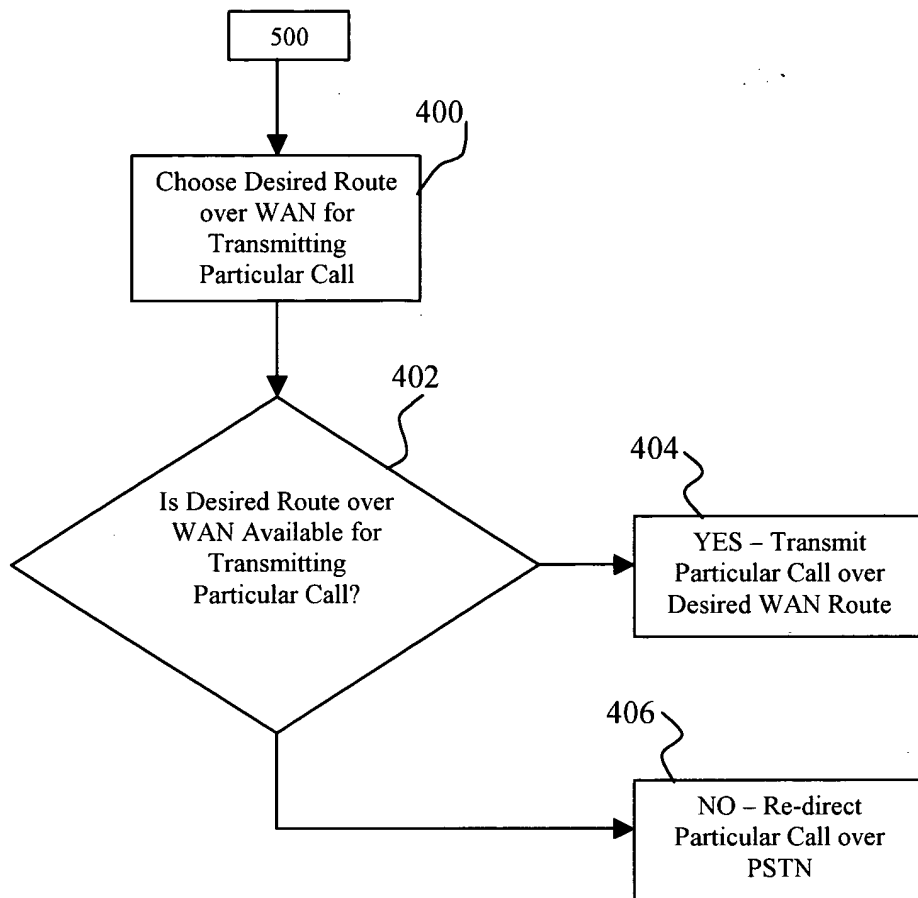 500
400
Choose Desired Route
over WAN for
Transmitting
Particular Call
402
Is Desired Route over
WAN Available for
Transmitting
Particular Call?
404
YES – Transmit
Particular Call over
Desired WAN Route
406
NO – Re-direct
Particular Call over
PSTN